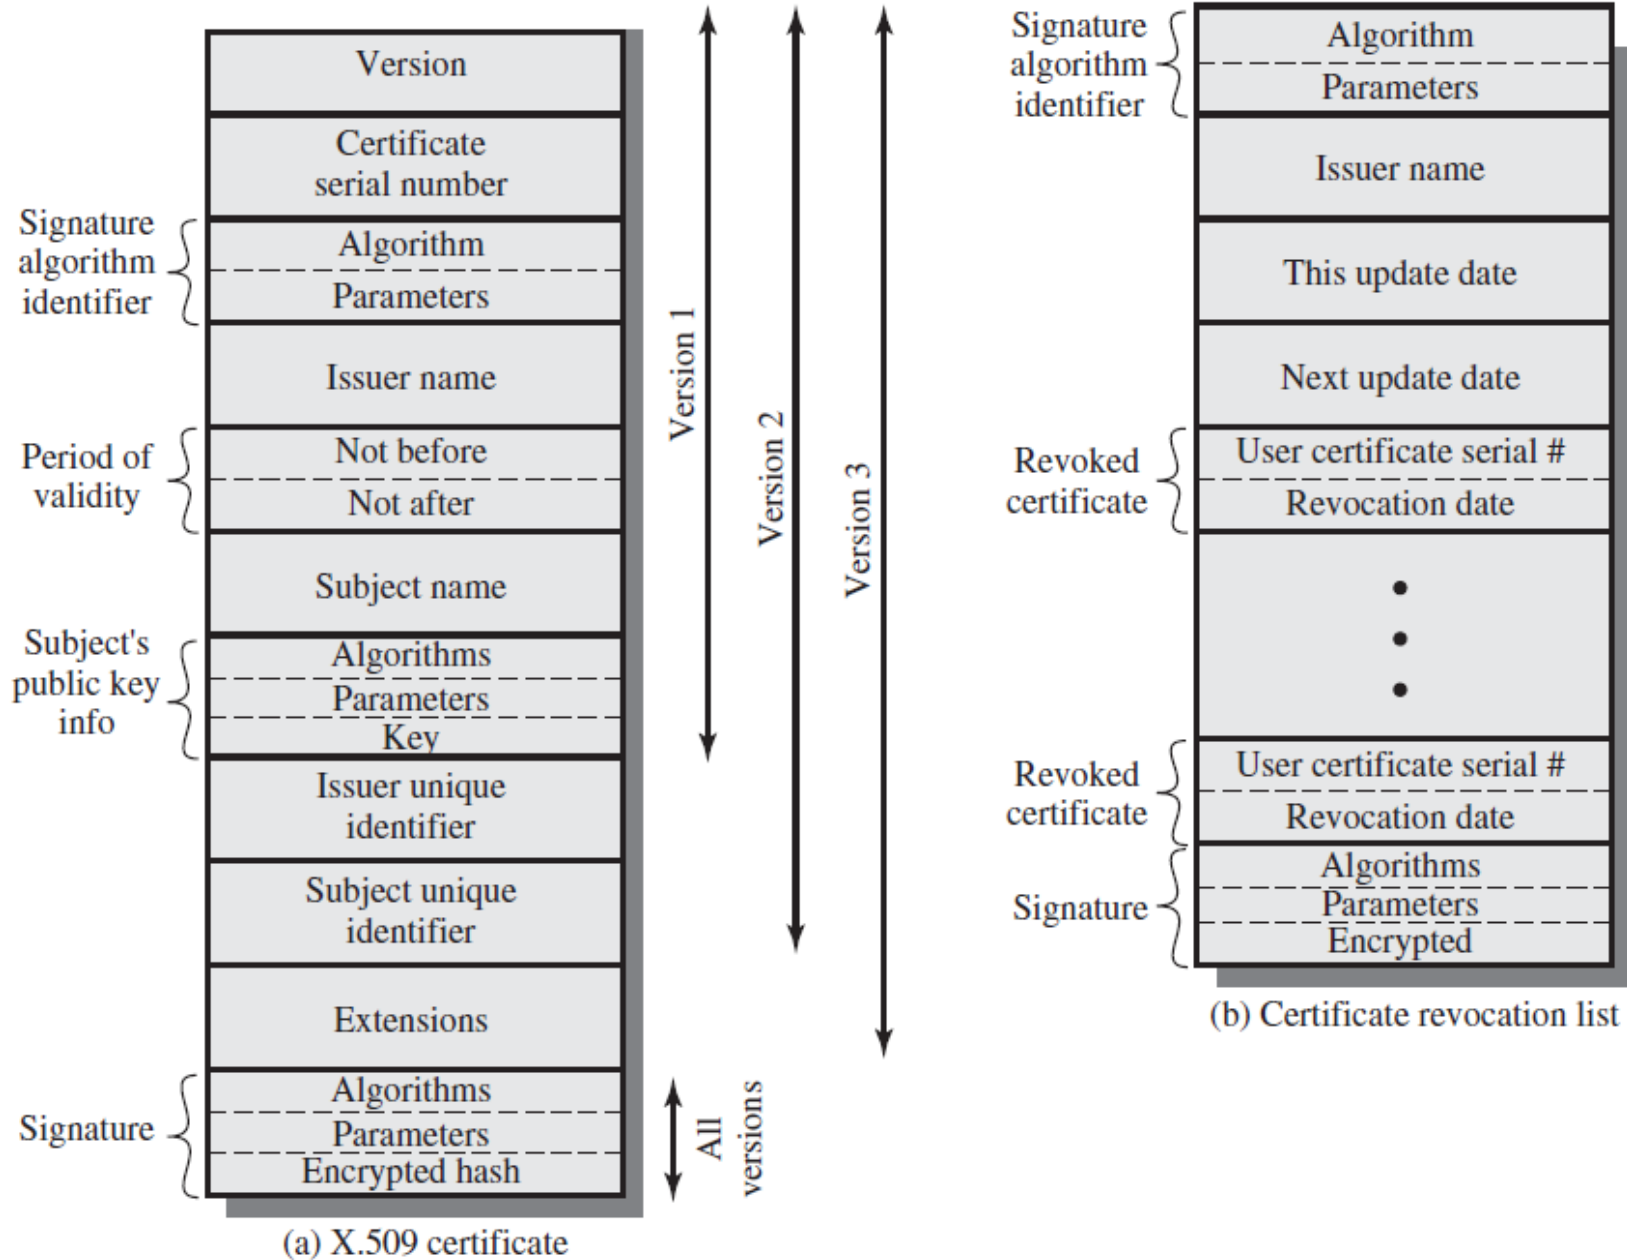 Version
Certificate
serial number
Signature
algorithm
identifier
Algorithm
Parameters
Issuer name
Period of
validity
Not before
Not after
Subject name
Subject's
public key
info
Algorithms
Parameters
Key
Issuer unique
identifier
Subject unique
identifier
Extensions
Signature
Algorithms
Parameters
Encrypted hash
Version 1
Version 2
Version 3
All
versions
(a) X.509 certificate
Signature
algorithm
identifier
Algorithm
Parameters
Issuer name
This update date
Next update date
Revoked
certificate
User certificate serial #
Revocation date
Revoked
certificate
User certificate serial #
Revocation date
Signature
Algorithms
Parameters
Encrypted
(b) Certificate revocation list